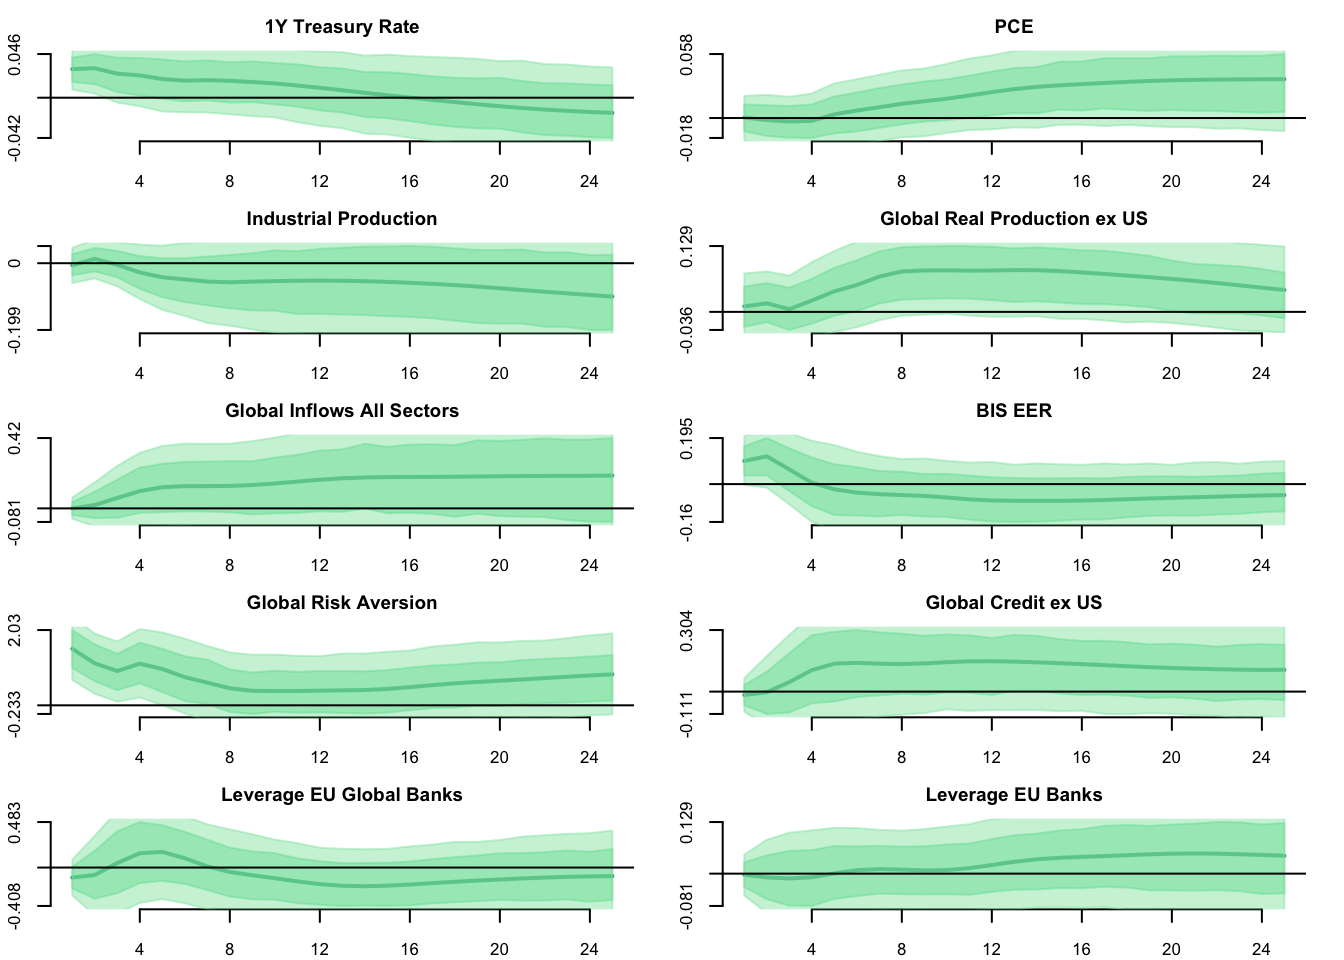 1Y Treasury Rate
0.046
-0.042
4 8 12 16 20 24
PCE
0.058
-0.018
4 8 12 16 20 24
Industrial Production
0
-0.199
4 8 12 16 20 24
Global Real Production ex US
0.129
-0.036
4 8 12 16 20 24
Global Inflows All Sectors
0.42
-0.081
4 8 12 16 20 24
BIS EER
0.195
-0.16
4 8 12 16 20 24
Global Risk Aversion
2.03
-0.233
4 8 12 16 20 24
Global Credit ex US
0.304
-0.111
4 8 12 16 20 24
Leverage EU Global Banks
0.483
-0.408
4 8 12 16 20 24
Leverage EU Banks
0.129
-0.081
4 8 12 16 20 24